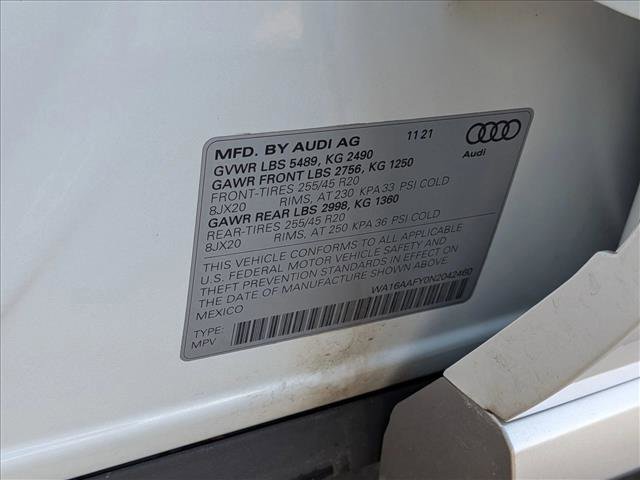 MFD. BY AUDI AG 11 21
GVWR LBS 5489, KG 2490
GAWR FRONT LBS 2756, KG 1250
FRONT-TIRES 255/45 R20
8JX20 RIMS, AT 230 KPA 33 PSI COLD
GAWR REAR LBS 2998, KG 1360
REAR-TIRES 255/45 R20
8JX20 RIMS, AT 250 KPA 36 PSI COLD
Audi
THIS VEHICLE CONFORMS TO ALL APPLICABLE
U.S. FEDERAL MOTOR VEHICLE SAFETY AND
THEFT PREVENTION STANDARDS IN EFFECT ON
THE DATE OF MANUFACTURE SHOWN ABOVE.
MEXICO
WA16AAFY0N2042460
TYPE:
MPV